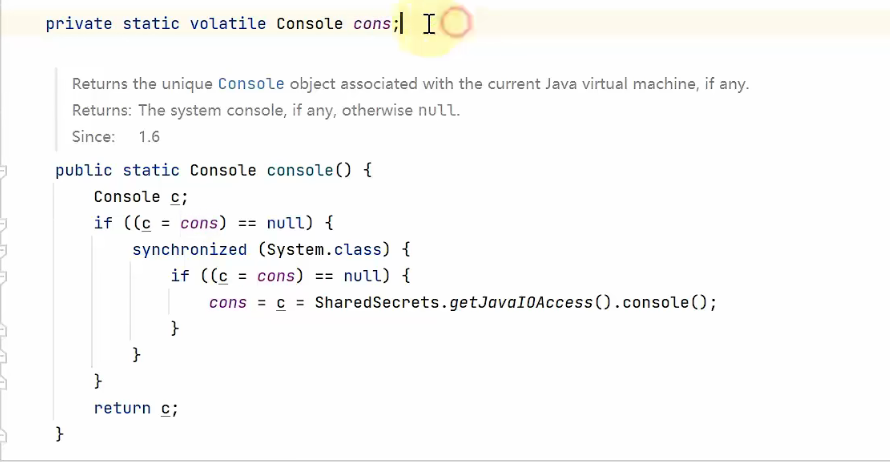 private static volatile Console cons;
Returns the unique Console object associated with the current Java virtual machine, if any.
Returns: The system console, if any, otherwise null.
Since: 1.6
public static Console console() {
Console c;
if ((c = cons) == null) {
synchronized (System.class) {
if ((c = cons) == null) {
cons = c = SharedSecrets.getJavaIOAccess().console();
}
}
}
return c;
}